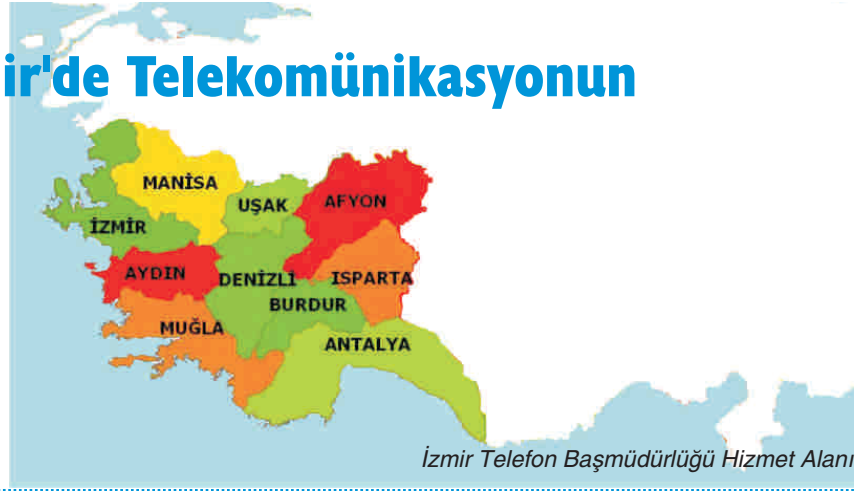 ir'de Telekomünikasyonun
MANİSA
UŞAK
AFYON
İZMİR
AYDIN
DENİZLİ
ISPARTA
BURDUR
MUĞLA
ANTALYA
İzmir Telefon Başmüdürlüğü Hizmet Alanı